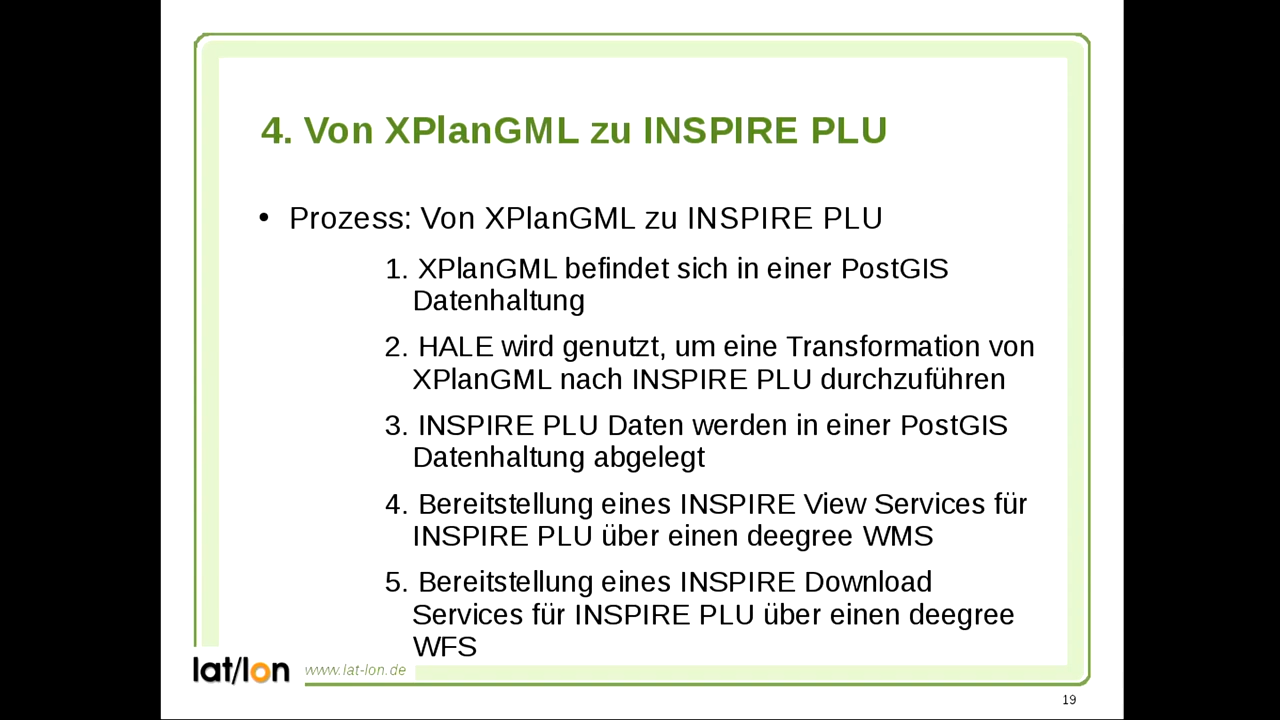 4. Von XPlanGML zu INSPIRE PLU
• Prozess: Von XPlanGML zu INSPIRE PLU
1. XPlanGML befindet sich in einer PostGIS
Datenhaltung
2. HALE wird genutzt, um eine Transformation von
XPlanGML nach INSPIRE PLU durchzuführen
3. INSPIRE PLU Daten werden in einer PostGIS
Datenhaltung abgelegt
4. Bereitstellung eines INSPIRE View Services für
INSPIRE PLU über einen deegree WMS
5. Bereitstellung eines INSPIRE Download
Services für INSPIRE PLU über einen deegree
WFS
lat/lon www.lat-lon.de
19